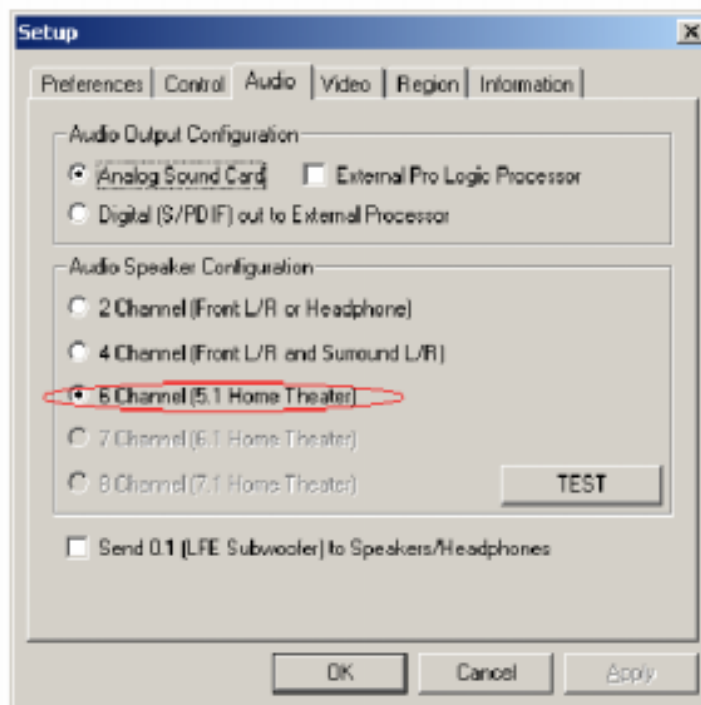 Setup
Preferences Control Audio Video Region Information
Audio Output Configuration
Analog Sound Card External Pro Logic Processor
Digital (S/PDIF) out to External Processor
Audio Speaker Configuration
2 Channel (Front L/R or Headphone)
4 Channel (Front L/R and Surround L/R)
6 Channel (5.1 Home Theater)
7 Channel (6.1 Home Theater)
8 Channel (7.1 Home Theater) TEST
Send 0.1 (LFE Subwoofer) to Speakers/Headphones
OK Cancel Apply